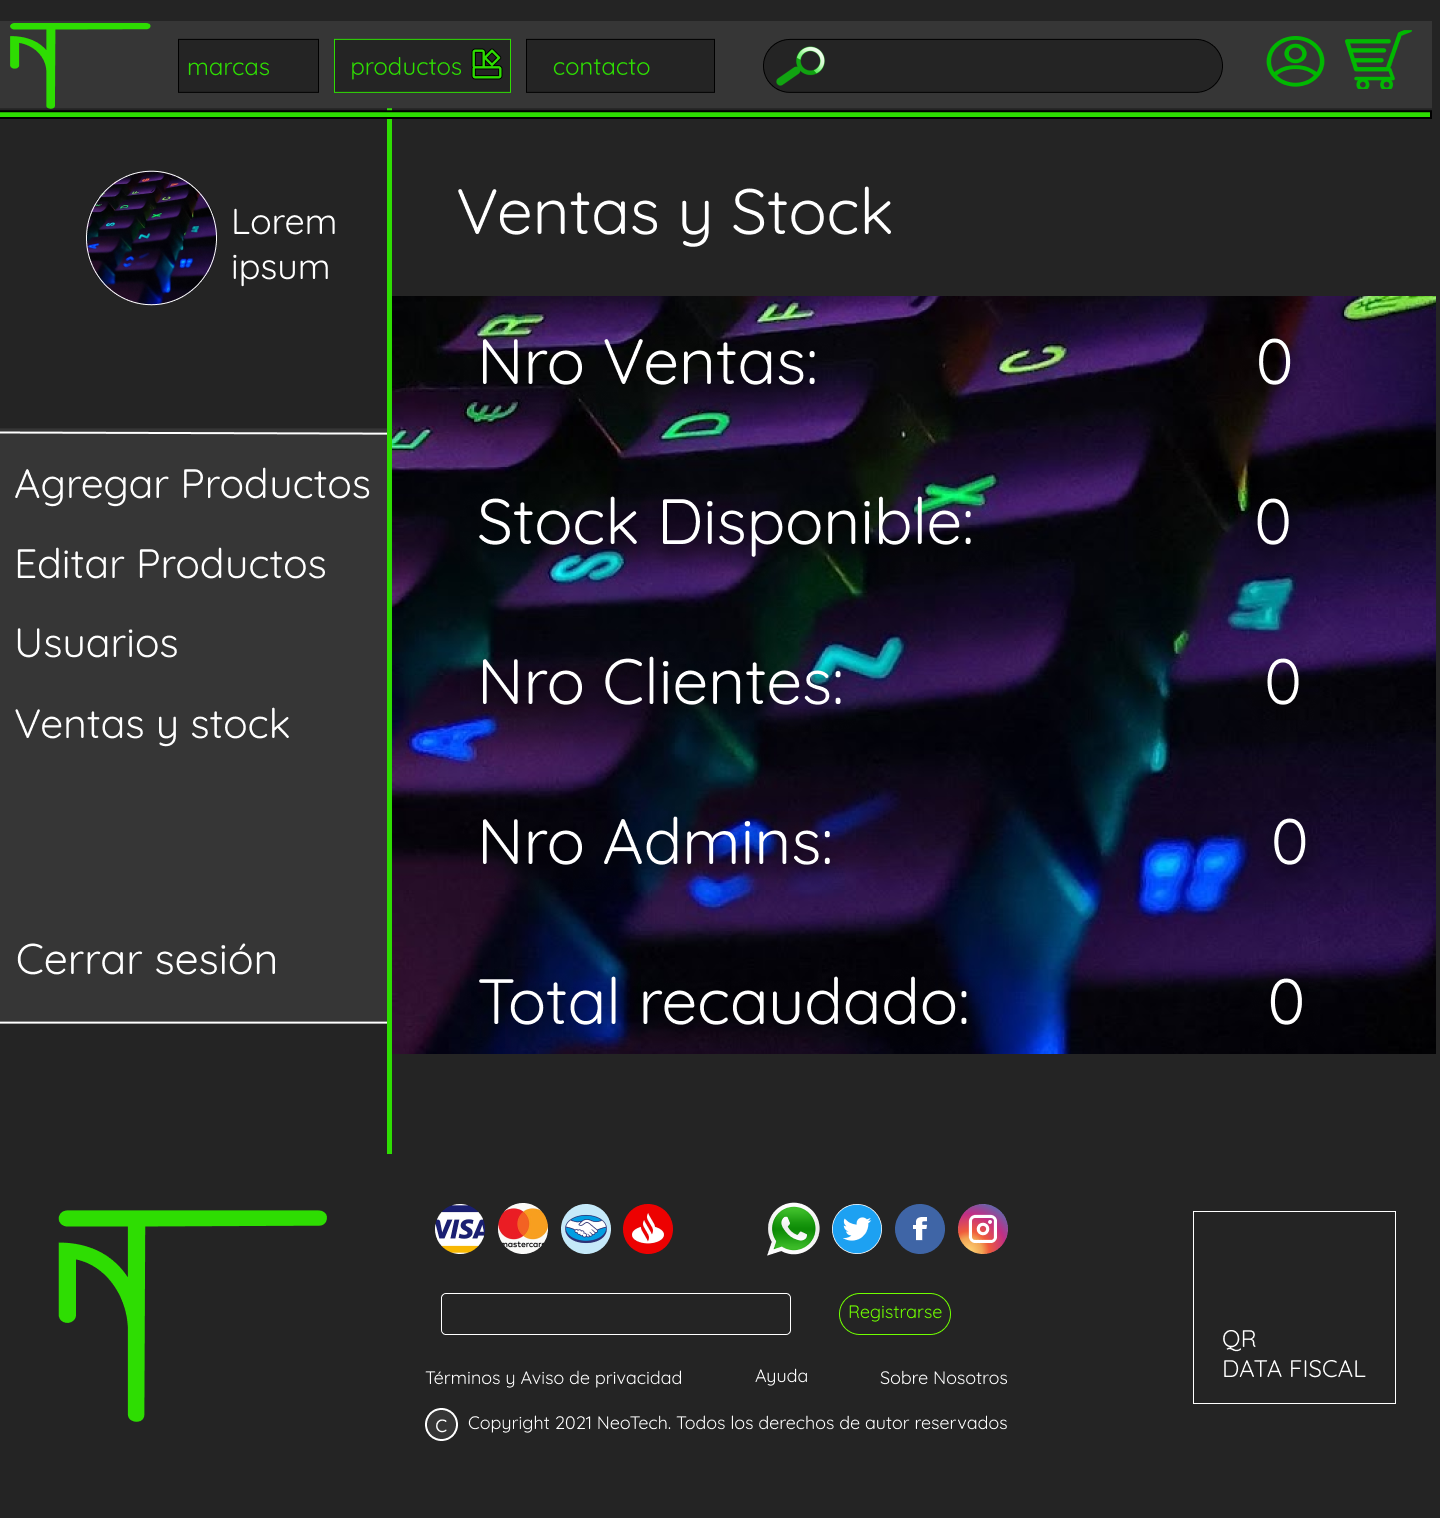 marcas
productos
contacto
Lorem
ipsum
Ventas y Stock
Agregar Productos
Editar Productos
Usuarios
Ventas y stock
Cerrar sesión
Nro Ventas: 0
Stock Disponible: 0
Nro Clientes: 0
Nro Admins: 0
Total recaudado: 0
R
F
C
E
€
D
X
S
Z
A
VISA
mastercard
Registrarse
QR
DATA FISCAL
Términos y Aviso de privacidad
Ayuda
Sobre Nosotros
C Copyright 2021 NeoTech. Todos los derechos de autor reservados